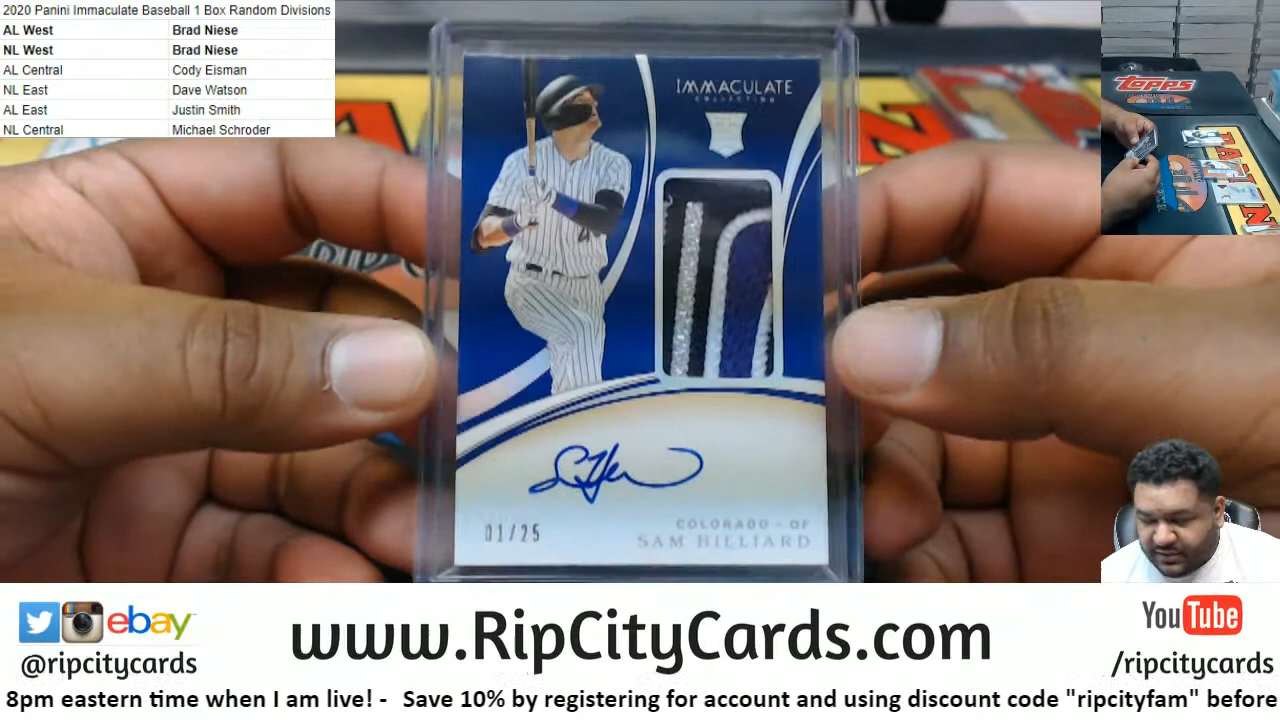 2020 Panini Immaculate Baseball 1 Box Random Divisions
AL West Brad Niese
NL West Brad Niese
AL Central Cody Eisman
NL East Dave Watson
AL East Justin Smith
NL Central Michael Schroder
IMMACULATE
COLLECTION
RC
01/25
COLORADO - OF
SAM HILLIARD
TOPPS
PANINI
ebay
@ripcitycards
www.RipCityCards.com
YouTube
/ripcitycards
8pm eastern time when I am live! - Save 10% by registering for account and using discount code "ripcityfam" before